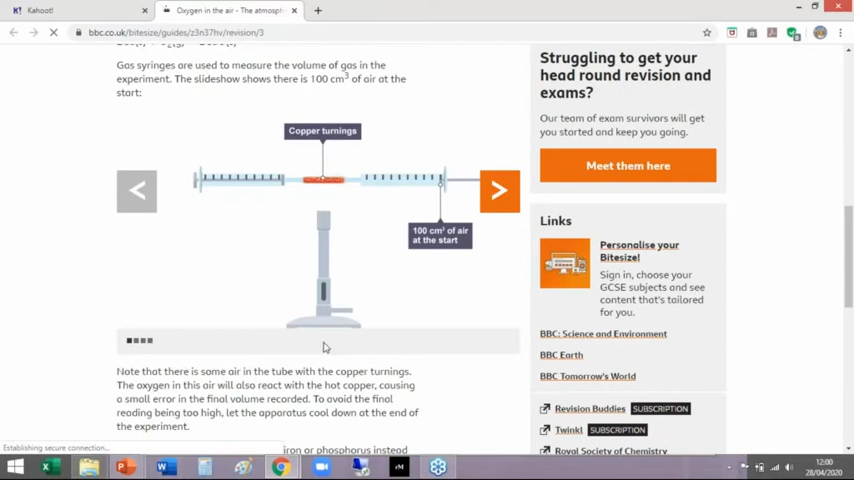 Kahoot!
Oxygen in the air - The atmosph
bbc.co.uk/bitesize/guides/z3n37hv/revision/3
Gas syringes are used to measure the volume of gas in the
experiment. The slideshow shows there is 100 cm³ of air at the
start:
Copper turnings
100 cm³ of air
at the start
<
>
Note that there is some air in the tube with the copper turnings.
The oxygen in this air will also react with the hot copper, causing
a small error in the final volume recorded. To avoid the final
reading being too high, let the apparatus cool down at the end of
the experiment.
iron or phosphorus instead
Struggling to get your
head round revision and
exams?
Our team of exam survivors will get
you started and keep you going.
Meet them here
Links
Personalise your
Bitesize!
Sign in, choose your
GCSE subjects and see
content that's tailored
for you.
BBC: Science and Environment
BBC Earth
BBC Tomorrow's World
Revision Buddies SUBSCRIPTION
Twinkl SUBSCRIPTION
Royal Society of Chemistry
Establishing secure connection...
12:00
28/04/2020